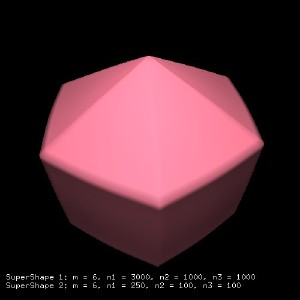 SuperShape 1: m = 6, n1 = 3000, n2 = 1000, n3 = 1000
SuperShape 2: m = 6, n1 = 250, n2 = 100, n3 = 100